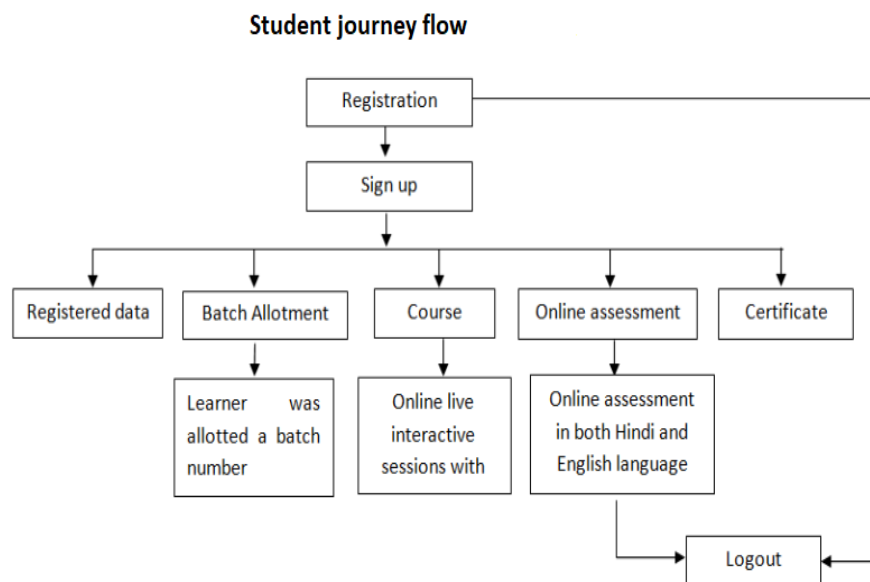 Student journey flow
Registration
Sign up
Registered data
Batch Allotment
Course
Online assessment
Certificate
Learner was
allotted a batch
number
Online live
interactive
sessions with
Online assessment
in both Hindi and
English language
Logout